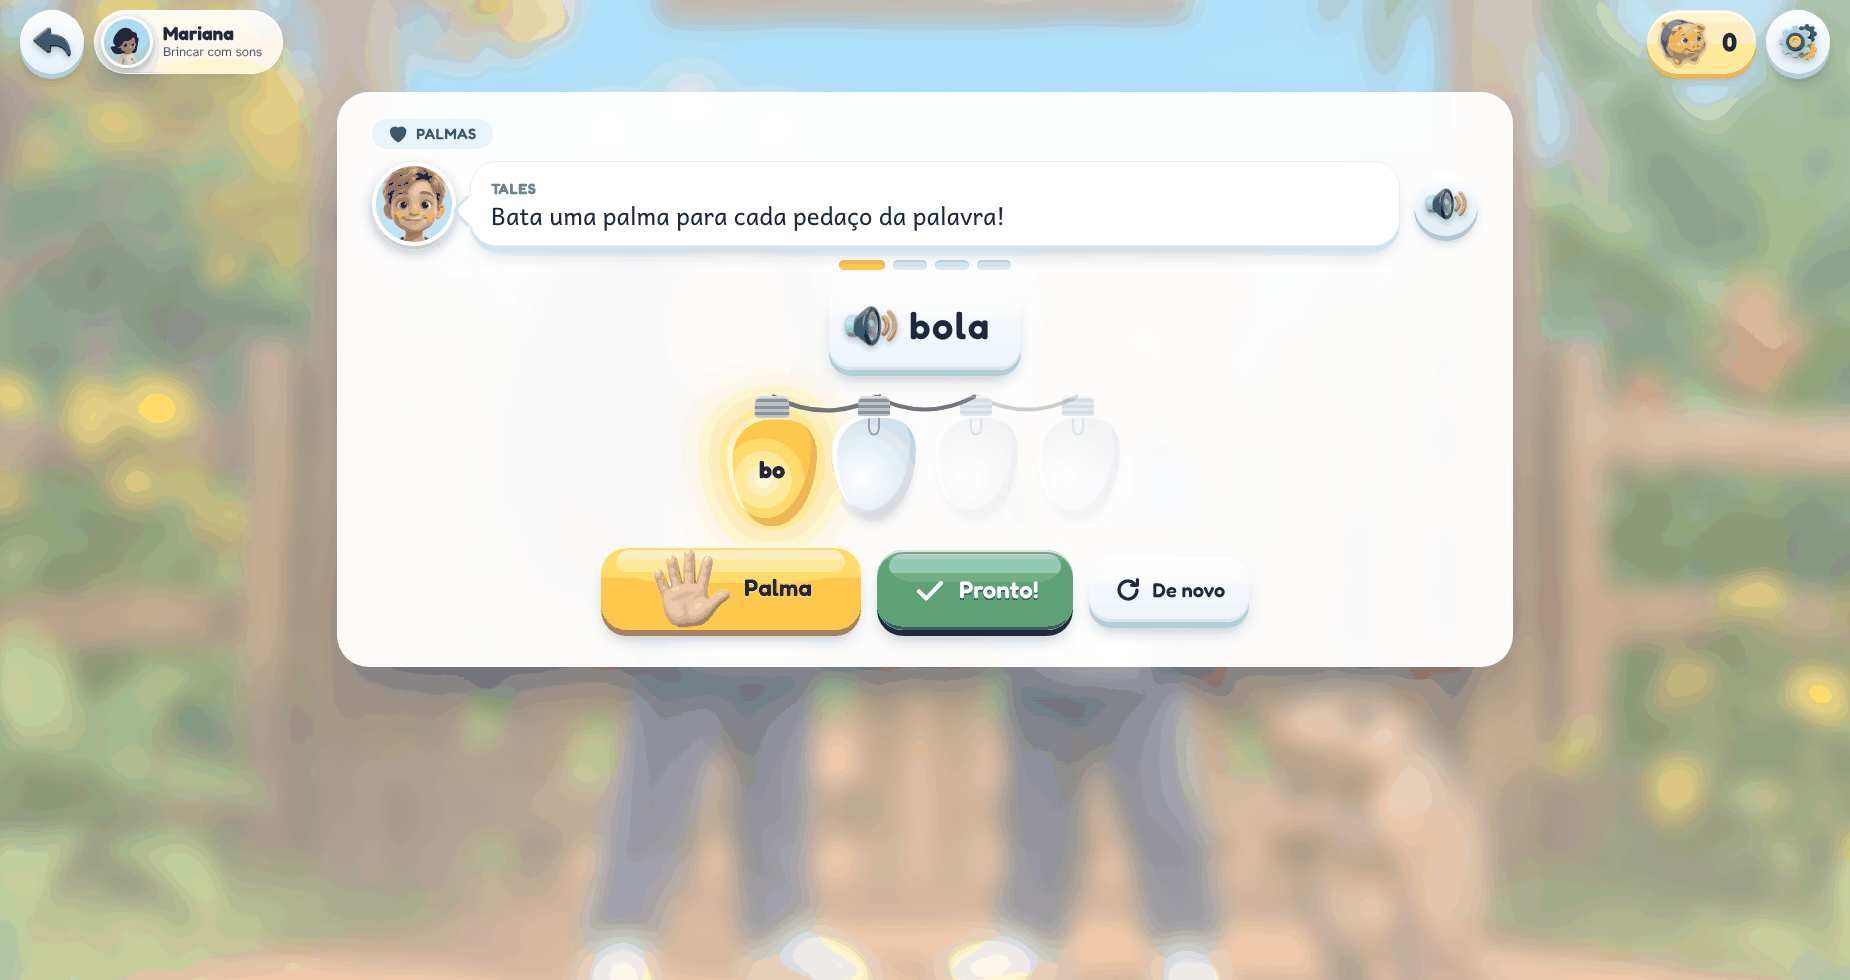 Mariana
Brincar com sons
0
PALMAS
TALES
Bata uma palma para cada pedaço da palavra!
bola
bo
Palma
Pronto!
De novo